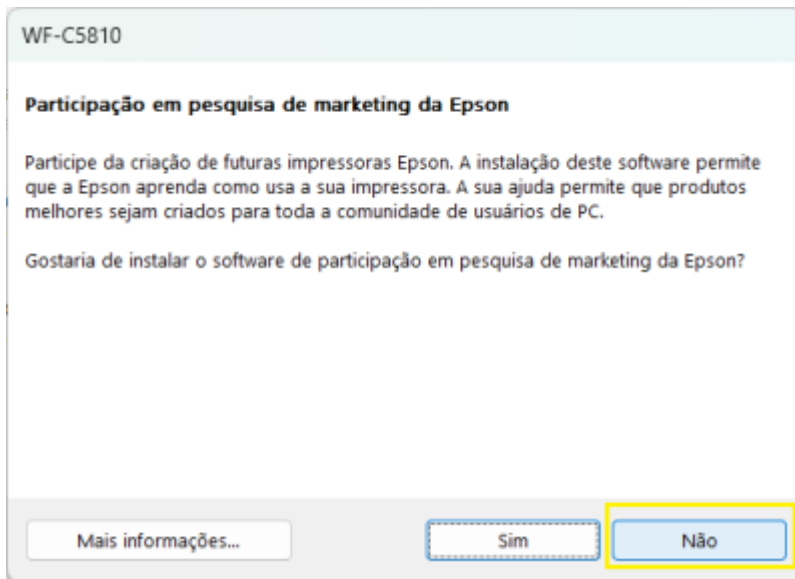 WF-C5810
Participação em pesquisa de marketing da Epson
Participe da criação de futuras impressoras Epson. A instalação deste software permite
que a Epson aprenda como usa a sua impressora. A sua ajuda permite que produtos
melhores sejam criados para toda a comunidade de usuários de PC.
Gostaria de instalar o software de participação em pesquisa de marketing da Epson?
Mais informações...
Sim
Não